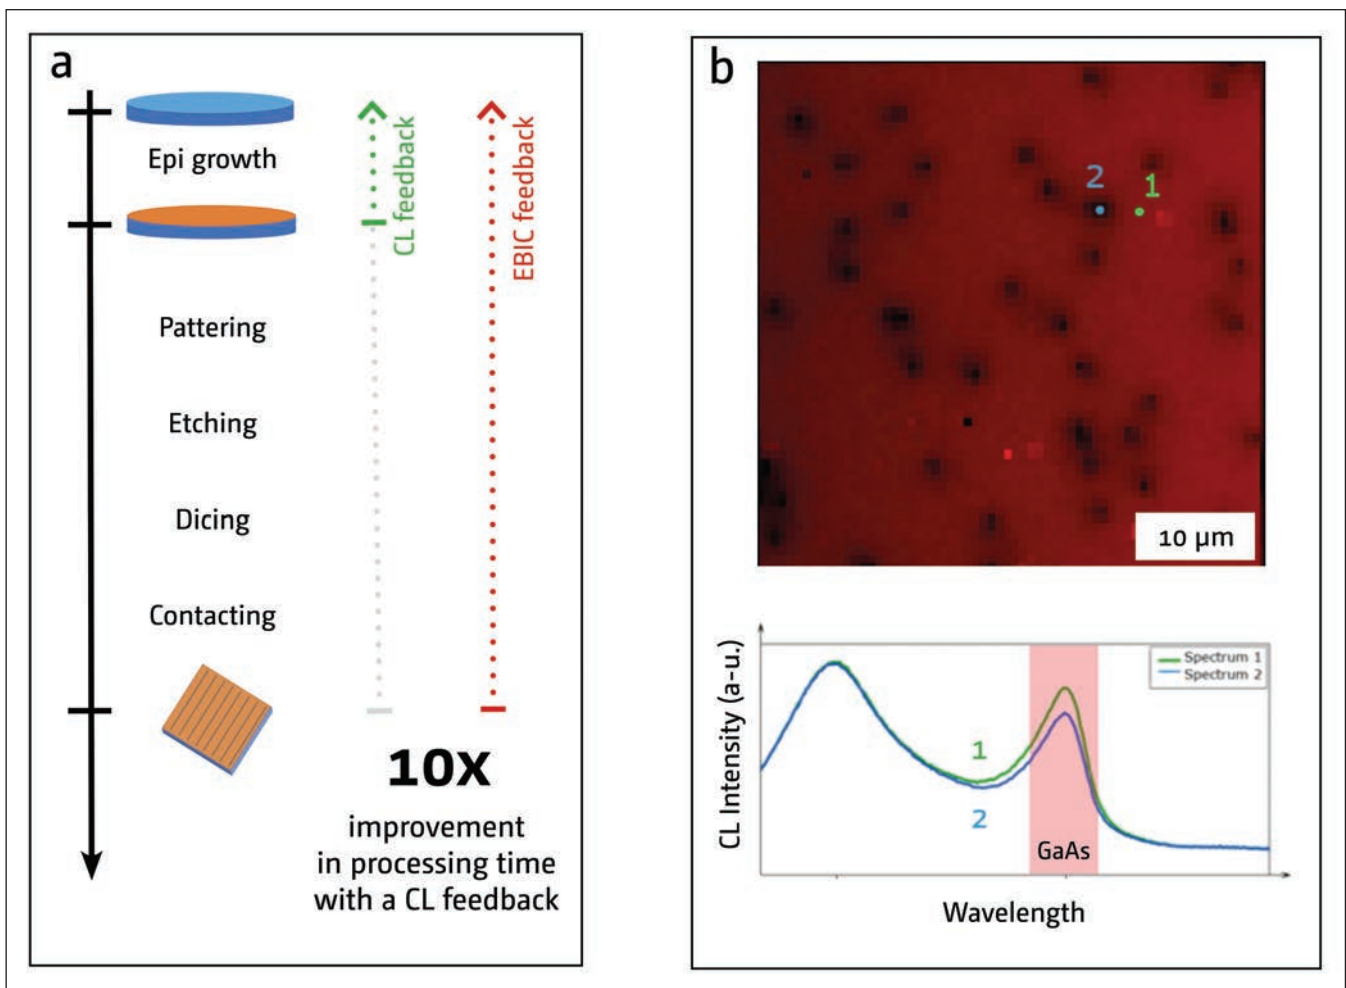 a
Epi growth
CL feedback
EBIC feedback
Pattering
Etching
Dicing
Contacting
10x
improvement
in processing time
with a CL feedback
b
2
1
10 µm
CL Intensity (a-u.)
Spectrum 1
Spectrum 2
1
2
GaAs
Wavelength